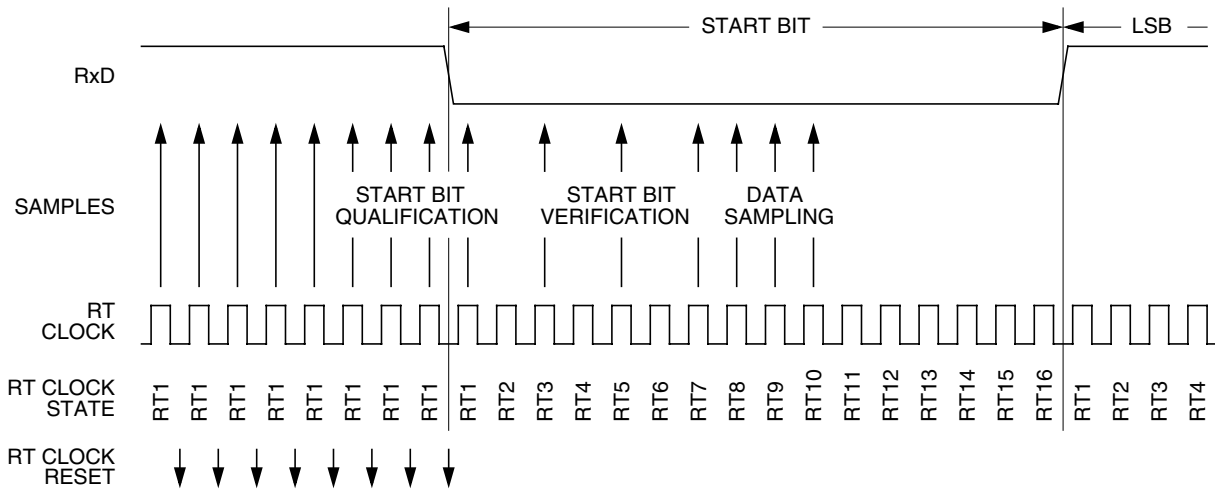 START BIT
LSB
RxD
SAMPLES
START BIT
QUALIFICATION
START BIT
VERIFICATION
DATA
SAMPLING
RT
CLOCK
RT CLOCK
STATE
RT1 RT1 RT1 RT1 RT1 RT1 RT1 RT1 RT1 RT2 RT3 RT4 RT5 RT6 RT7 RT8 RT9 RT10 RT11 RT12 RT13 RT14 RT15 RT16 RT1 RT2 RT3 RT4
RT CLOCK
RESET